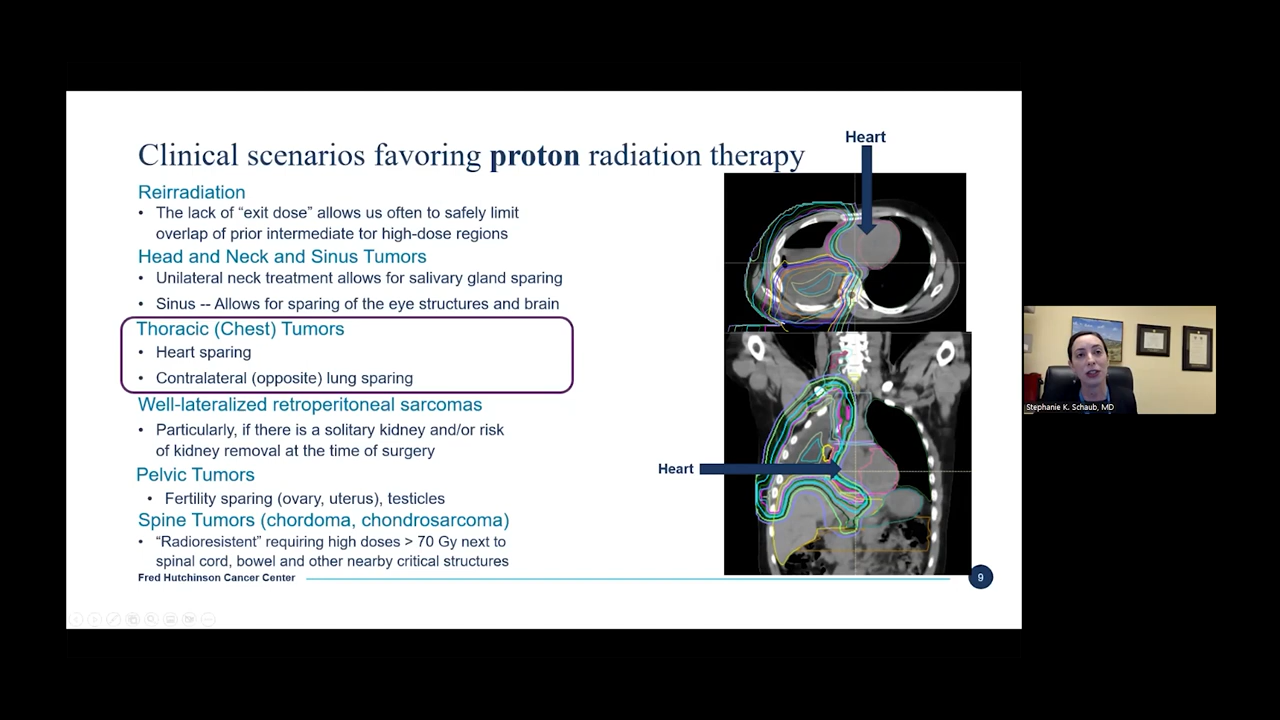 Clinical scenarios favoring proton radiation therapy
Reirradiation
• The lack of “exit dose” allows us often to safely limit
overlap of prior intermediate tor high-dose regions
Head and Neck and Sinus Tumors
• Unilateral neck treatment allows for salivary gland sparing
• Sinus -- Allows for sparing of the eye structures and brain
Thoracic (Chest) Tumors
• Heart sparing
• Contralateral (opposite) lung sparing
Well-lateralized retroperitoneal sarcomas
• Particularly, if there is a solitary kidney and/or risk
of kidney removal at the time of surgery
Pelvic Tumors
• Fertility sparing (ovary, uterus), testicles
Spine Tumors (chordoma, chondrosarcoma)
• “Radioresistent” requiring high doses > 70 Gy next to
spinal cord, bowel and other nearby critical structures
Fred Hutchinson Cancer Center
9
Heart
Heart
Stephanie K. Schaub, MD